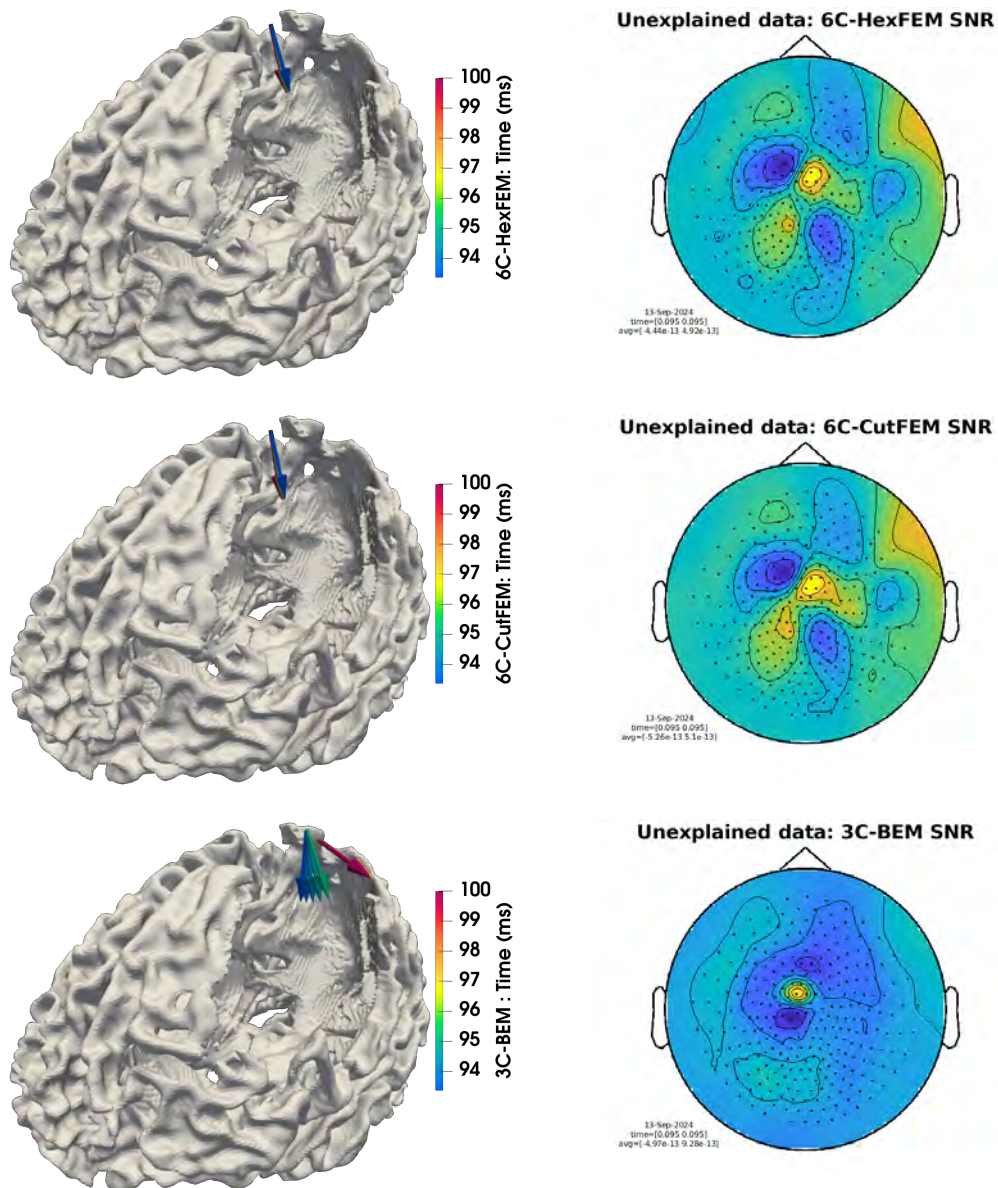 Unexplained data: 6C-HexFEM SNR
100
99
98
97
96
95
94
6C-HexFEM: Time (ms)
13-Sep-2024
time=[0.095 0.095]
avg=[-4.44e-13 4.92e-13]
Unexplained data: 6C-CutFEM SNR
100
99
98
97
96
95
94
6C-CutFEM: Time (ms)
13-Sep-2024
time=[0.095 0.095]
avg=[-5.26e-13 5.1e-13]
Unexplained data: 3C-BEM SNR
100
99
98
97
96
95
94
3C-BEM : Time (ms)
13-Sep-2024
time=[0.095 0.095]
avg=[-4.97e-13 9.28e-13]